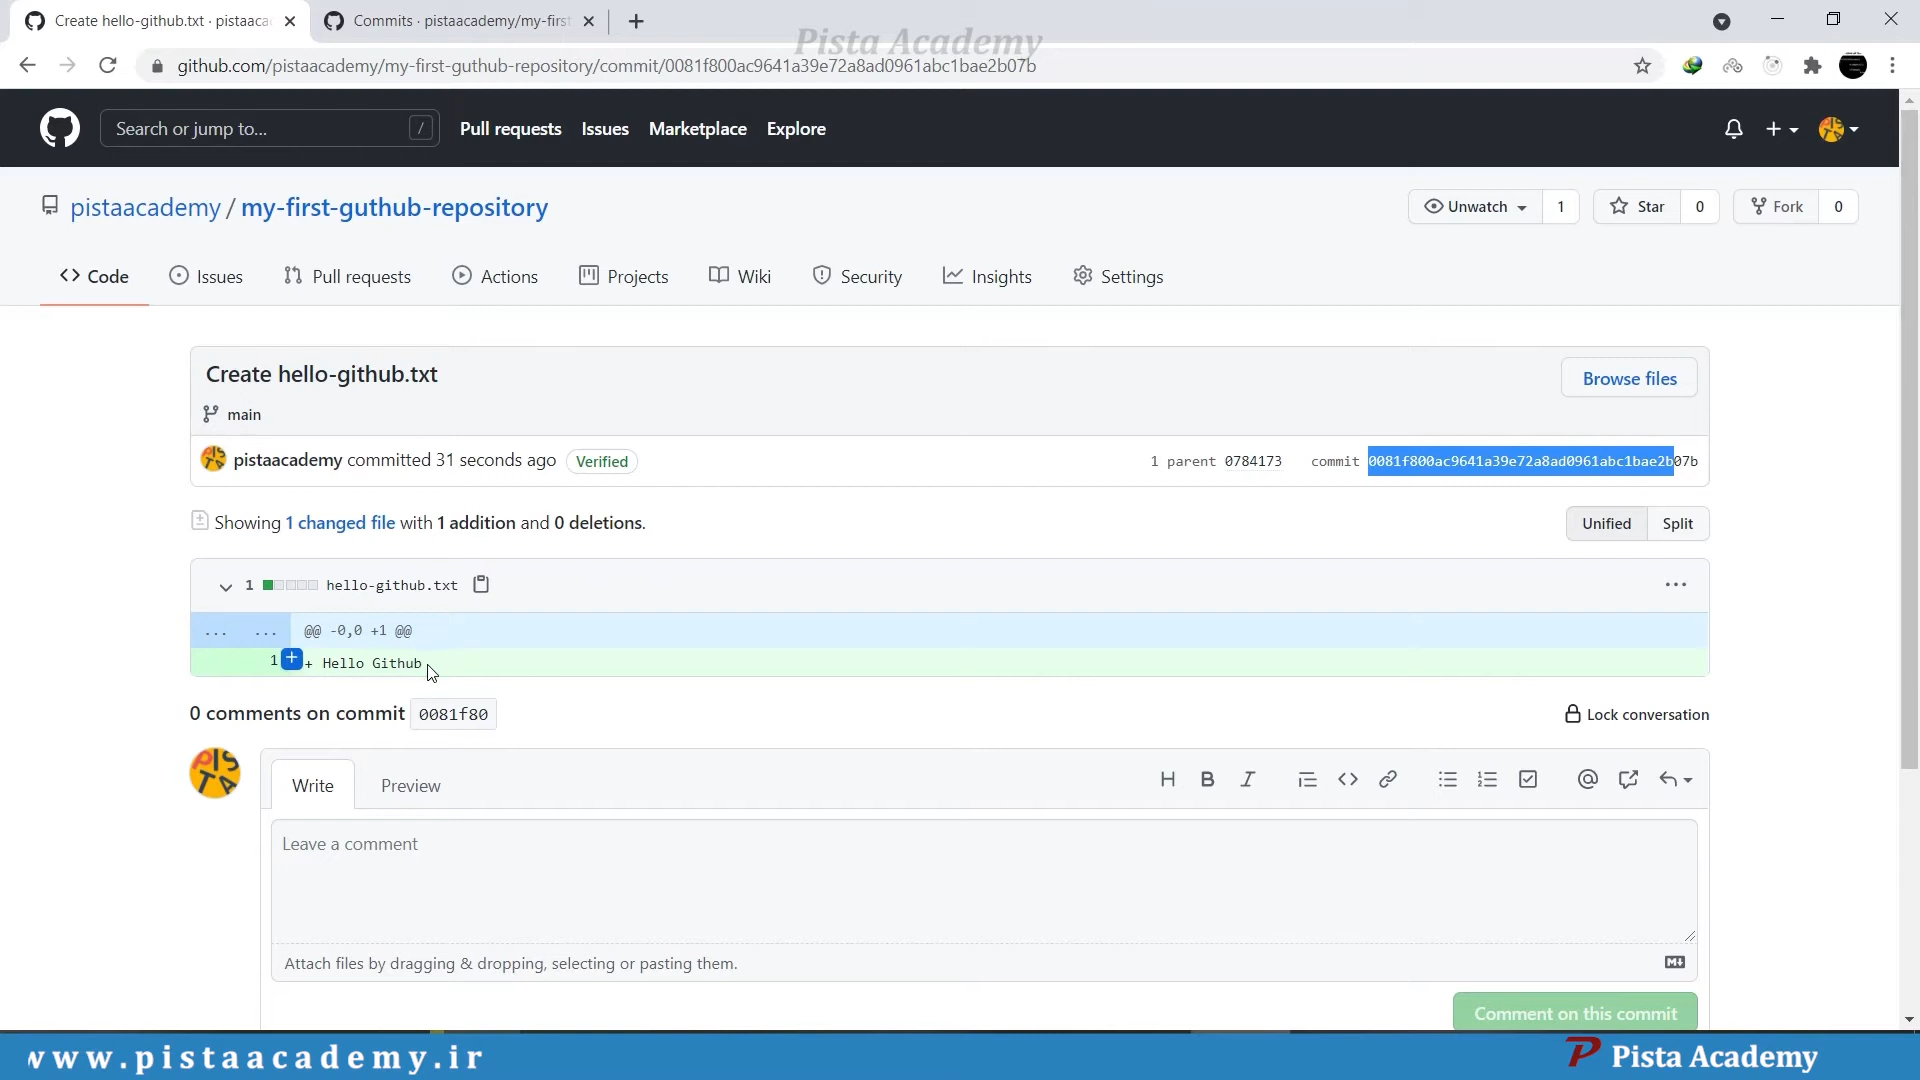 Create hello-github.txt · pistaaca
Commits · pistaacademy/my-first
Pista Academy
github.com/pistaacademy/my-first-guthub-repository/commit/0081f800ac9641a39e72a8ad0961abc1bae2b07b
Search or jump to... / Pull requests Issues Marketplace Explore
pistaacademy / my-first-guthub-repository Unwatch 1 Star 0 Fork 0
Code Issues Pull requests Actions Projects Wiki Security Insights Settings
Create hello-github.txt Browse files
main
pistaacademy committed 31 seconds ago Verified 1 parent 0784173 commit 0081f800ac9641a39e72a8ad0961abc1bae2b07b
Showing 1 changed file with 1 addition and 0 deletions. Unified Split
1 hello-github.txt ...
... ... @@ -0,0 +1 @@
1 + + Hello Github
0 comments on commit 0081f80 Lock conversation
PISTA
Write Preview H B I <> @
Leave a comment
Attach files by dragging & dropping, selecting or pasting them. M
Comment on this commit
www.pistaacademy.ir P Pista Academy